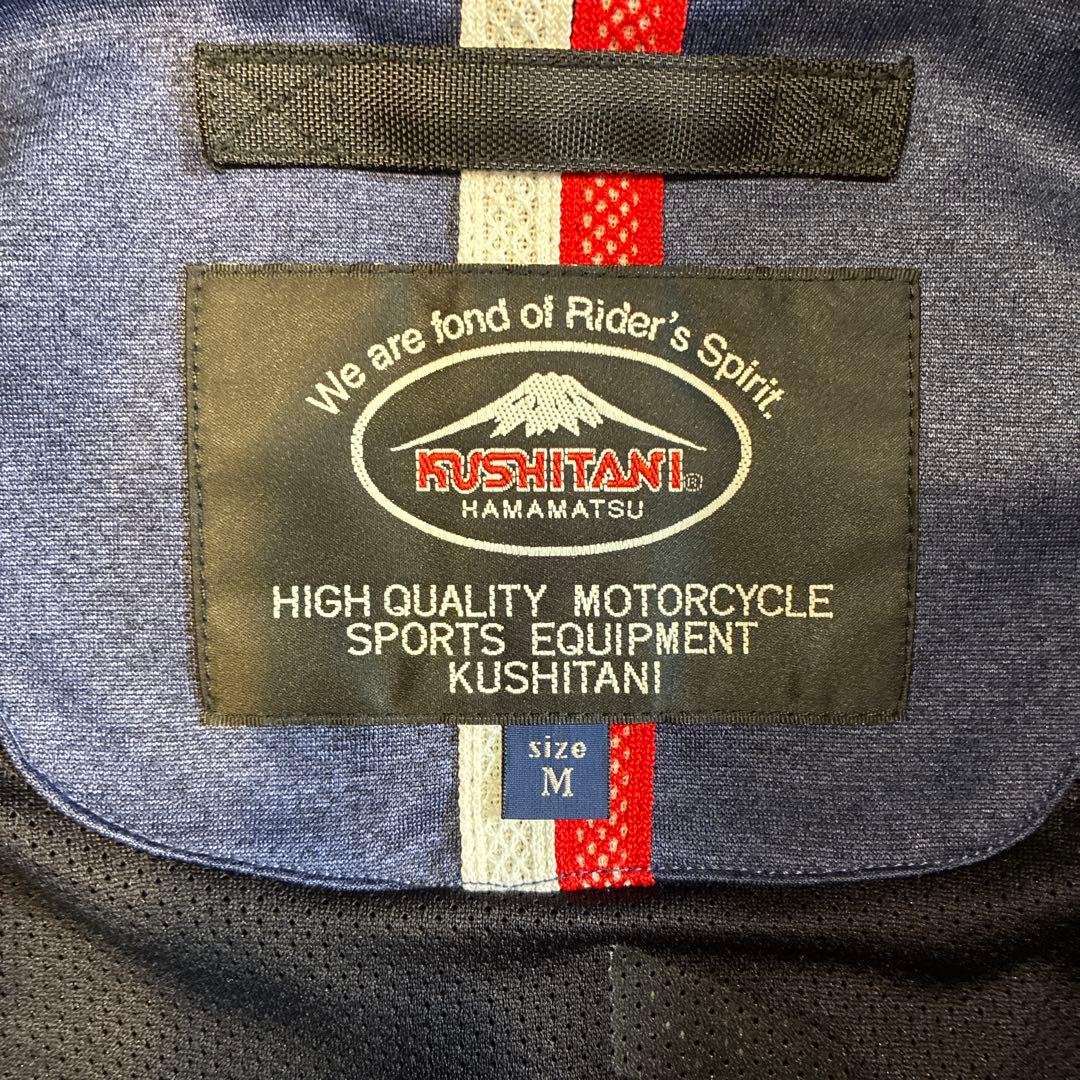 We are fond of Rider's Spirit.
KUSHITANI®
HAMAMATSU
HIGH QUALITY MOTORCYCLE
SPORTS EQUIPMENT
KUSHITANI
size
M